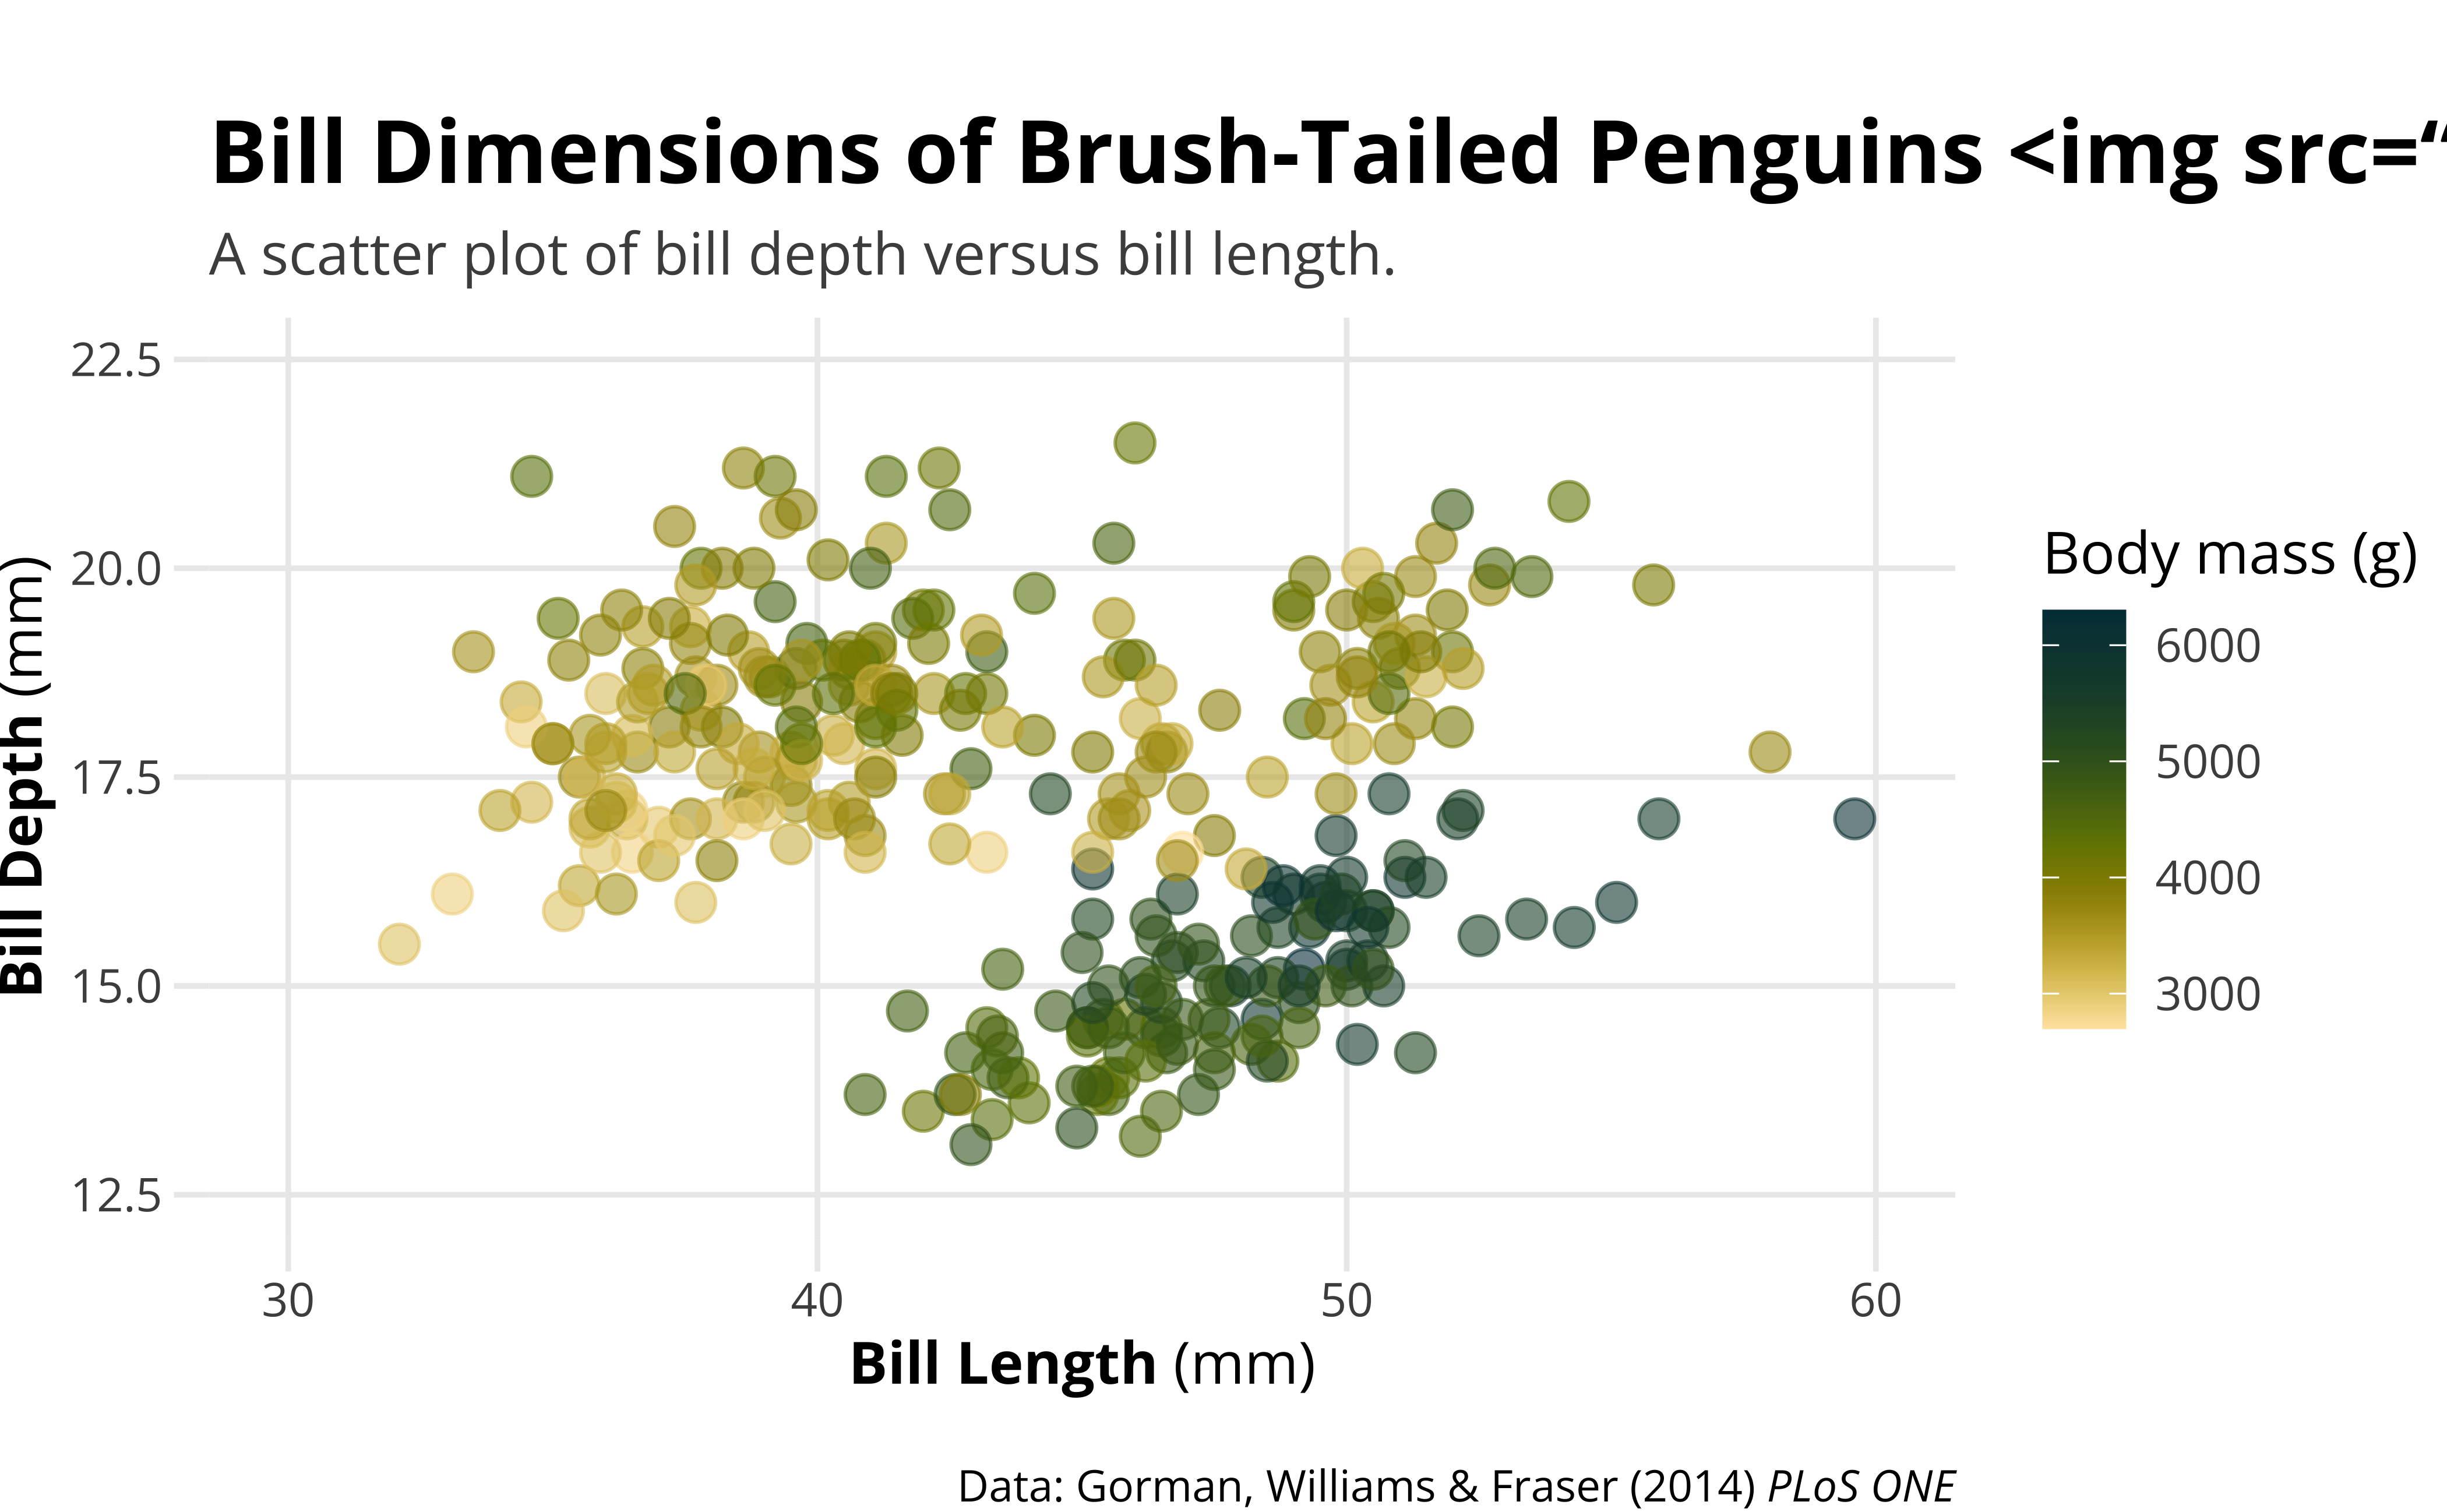 Bill Dimensions of Brush-Tailed Penguins <img src=“
A scatter plot of bill depth versus bill length.
22.5
20.0
17.5
15.0
12.5
Bill Depth (mm)
30 40 50 60
Bill Length (mm)
Body mass (g)
6000
5000
4000
3000
Data: Gorman, Williams & Fraser (2014) PLoS ONE